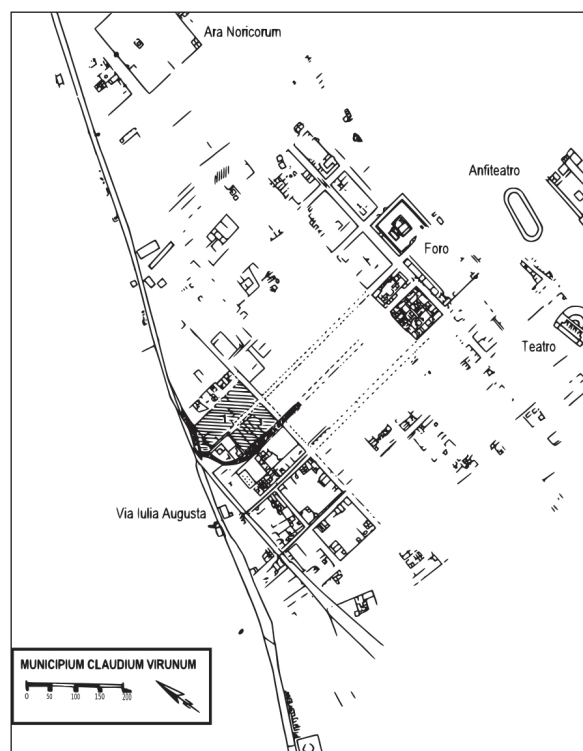 Ara Noricorum
Anfiteatro
Foro
Teatro
Via Iulia Augusta
MUNICIPIUM CLAUDIUM VIRUNUM
0 50 100 150 200